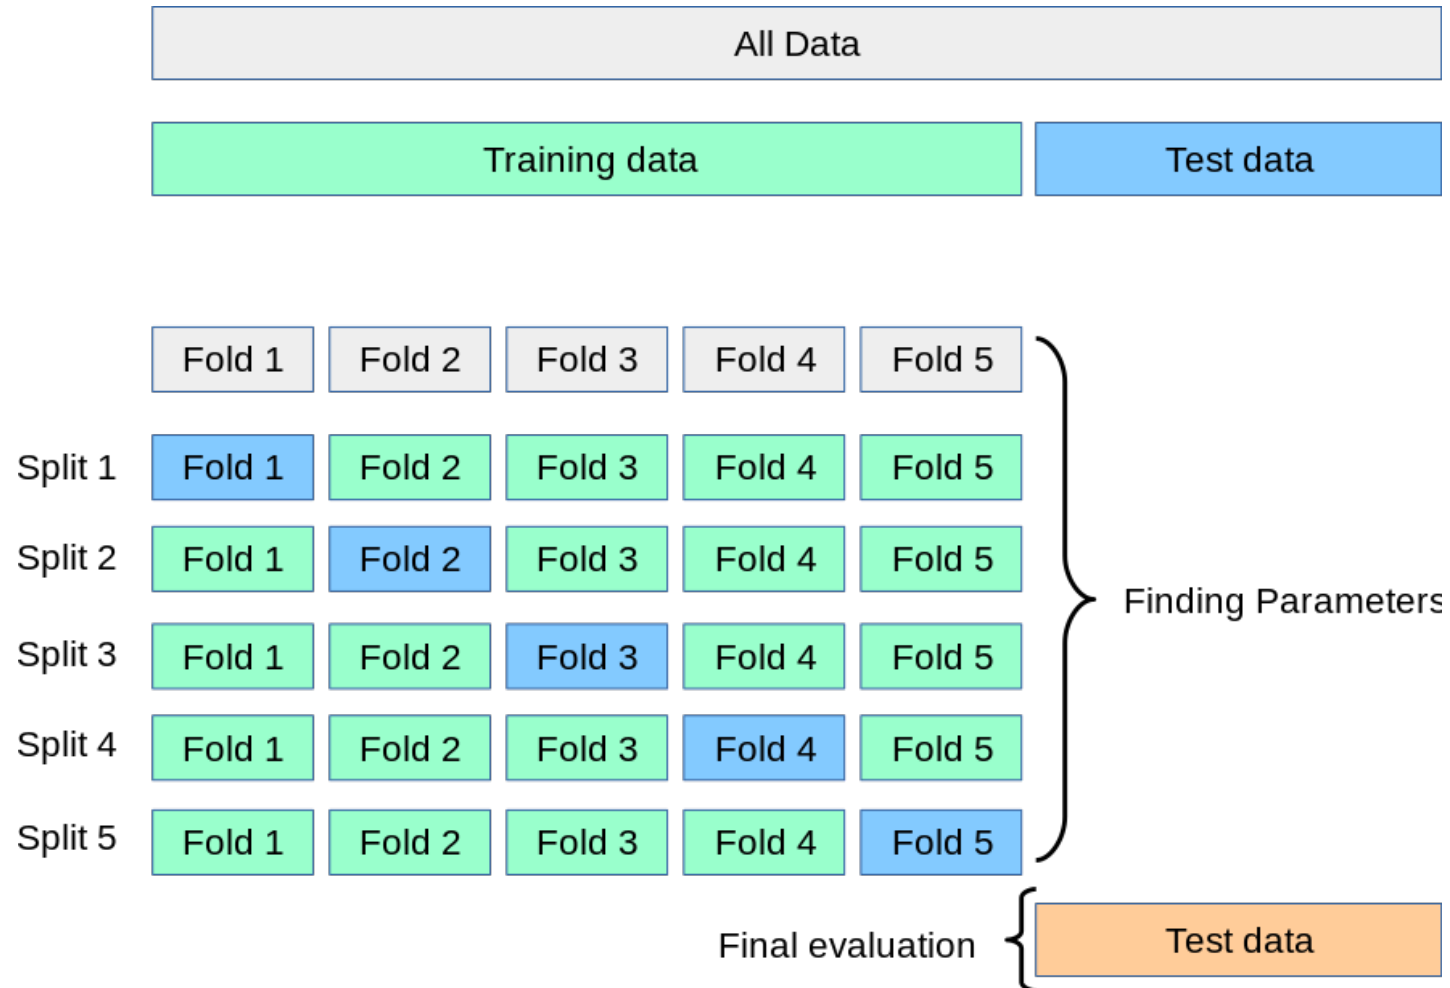 All Data
Training data Test data
Fold 1 Fold 2 Fold 3 Fold 4 Fold 5
Split 1 Fold 1 Fold 2 Fold 3 Fold 4 Fold 5
Split 2 Fold 1 Fold 2 Fold 3 Fold 4 Fold 5
Finding Parameters
Split 3 Fold 1 Fold 2 Fold 3 Fold 4 Fold 5
Split 4 Fold 1 Fold 2 Fold 3 Fold 4 Fold 5
Split 5 Fold 1 Fold 2 Fold 3 Fold 4 Fold 5
Final evaluation Test data